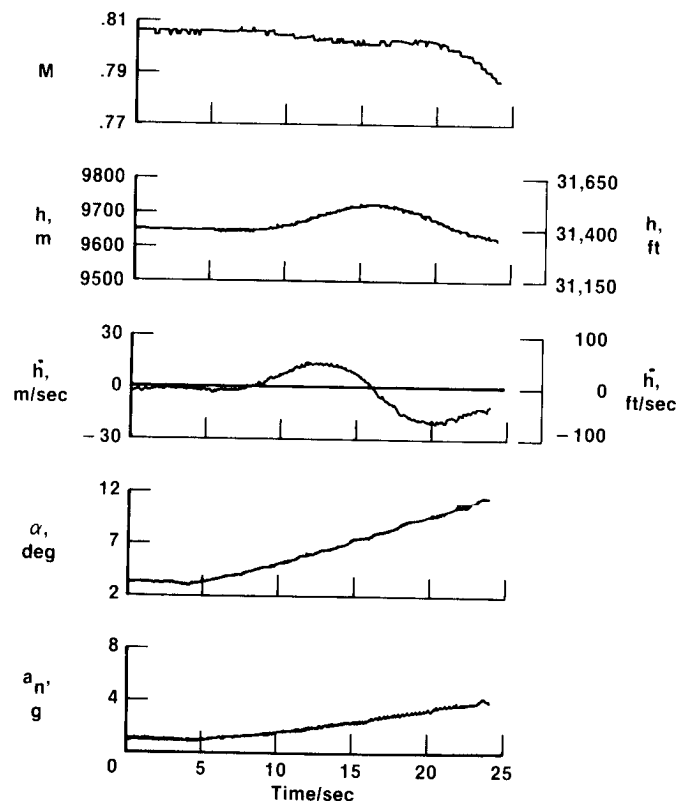 .81
M
.79
.77
9800
31,650
h,
m
9700
h,
ft
31,400
9600
9500
31,150
30
100
ḣ,
m/sec
0
0
ḣ,
ft/sec
−30
−100
12
α,
deg
7
2
8
an,
g
4
0
0
5
10
15
20
25
Time/sec